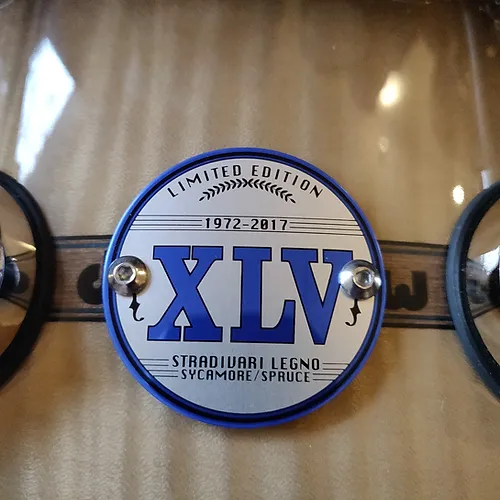 LIMITED EDITION
1972-2017
XLV
STRADIVARI LEGNO
SYCAMORE/SPRUCE